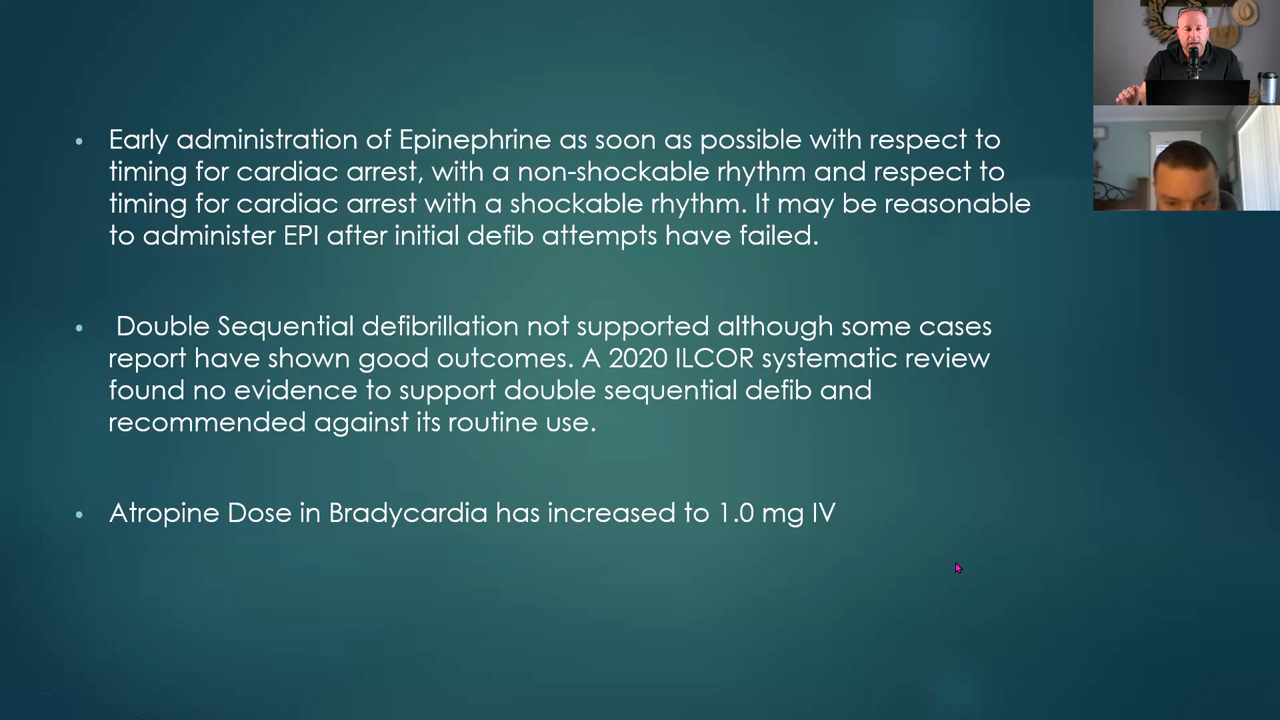 • Early administration of Epinephrine as soon as possible with respect to
timing for cardiac arrest, with a non-shockable rhythm and respect to
timing for cardiac arrest with a shockable rhythm. It may be reasonable
to administer EPI after initial defib attempts have failed.
• Double Sequential defibrillation not supported although some cases
report have shown good outcomes. A 2020 ILCOR systematic review
found no evidence to support double sequential defib and
recommended against its routine use.
• Atropine Dose in Bradycardia has increased to 1.0 mg IV